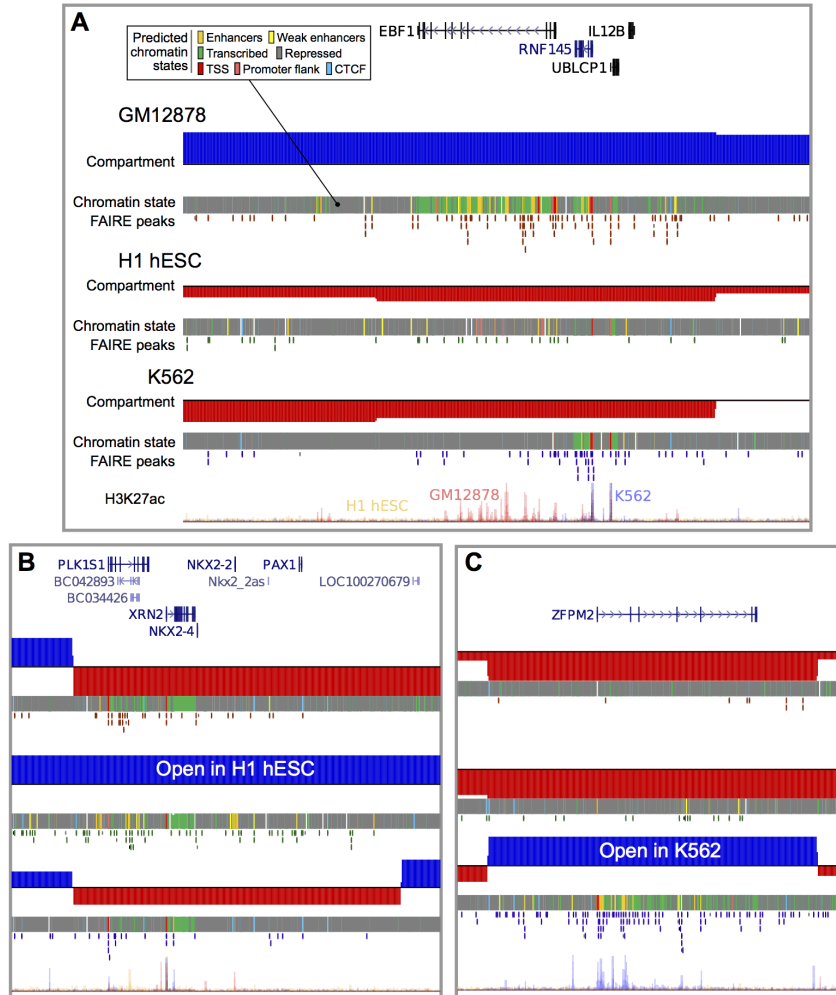 A
EBF1
IL12B
RNF145
UBLCP1
Predicted chromatin states
Enhancers
Weak enhancers
Transcribed
Repressed
TSS
Promoter flank
CTCF
GM12878
Compartment
Chromatin state
FAIRE peaks
H1 hESC
Compartment
Chromatin state
FAIRE peaks
K562
Compartment
Chromatin state
FAIRE peaks
H3K27ac
H1 hESC
GM12878
K562
B
PLK1S1
NKX2-2
PAX1
BC042893
Nkx2_2as
LOC100270679
BC034426
XRN2
NKX2-4
Open in H1 hESC
C
ZFPM2
Open in K562